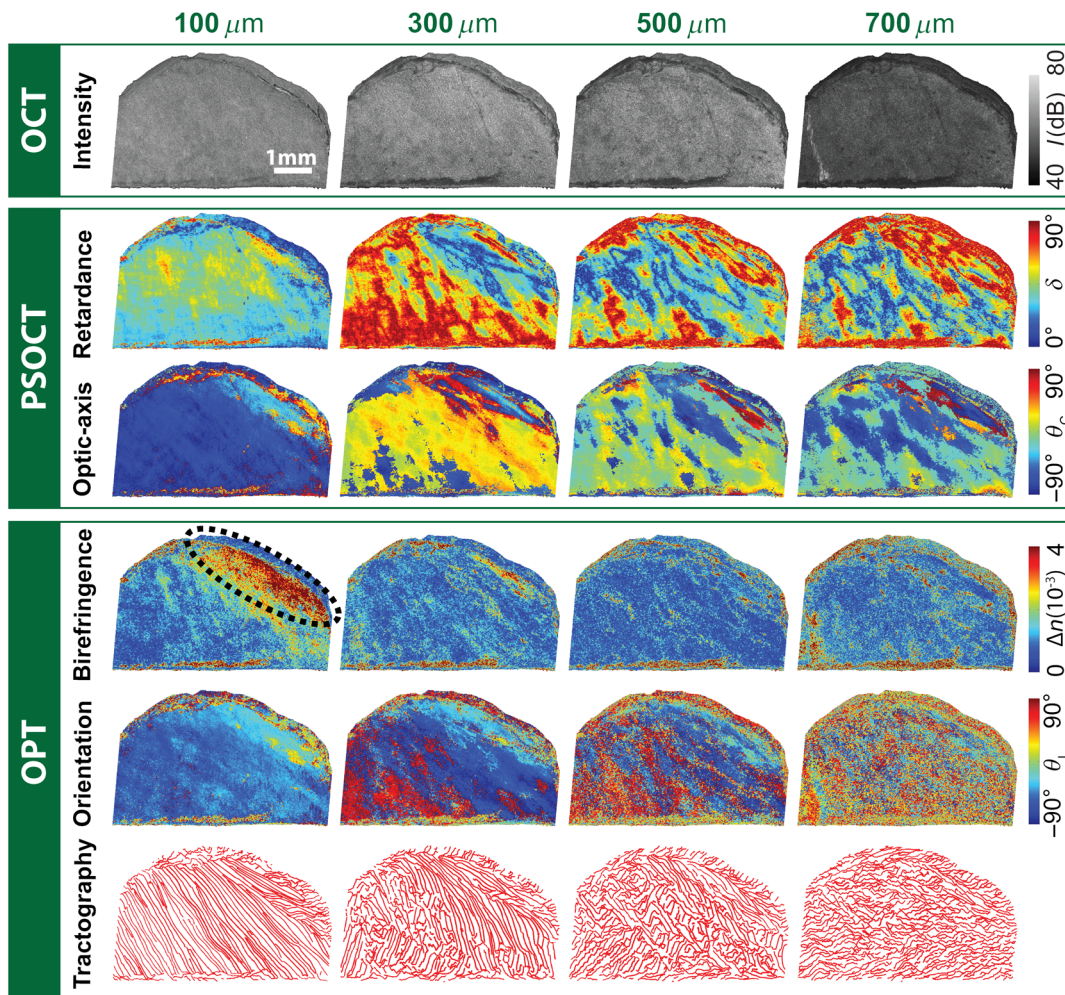 100 μm 300 μm 500 μm 700 μm
OCT
Intensity
1mm
40 I(dB) 80
PSOCT
Retardance
0° δ 90°
Optic-axis
−90° θc 90°
OPT
Birefringence
0 Δn(10⁻³) 4
Orientation
−90° θL 90°
Tractography